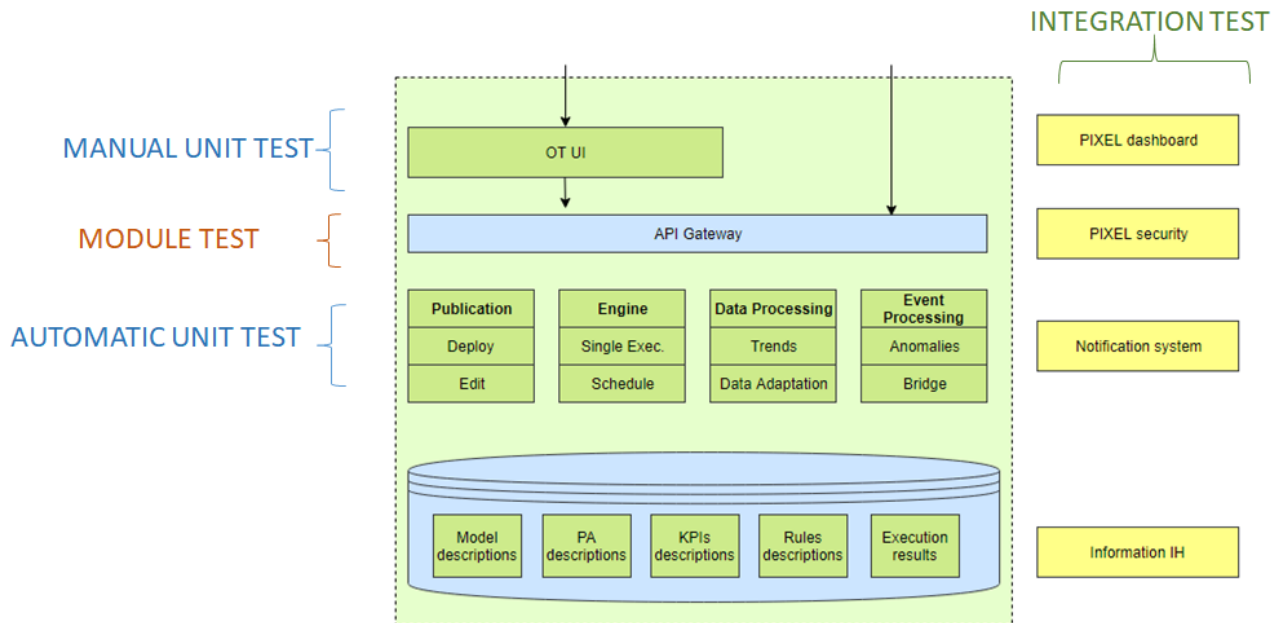 INTEGRATION TEST
MANUAL UNIT TEST
OT UI
PIXEL dashboard
MODULE TEST
API Gateway
PIXEL security
AUTOMATIC UNIT TEST
Publication
Deploy
Edit
Engine
Single Exec.
Schedule
Data Processing
Trends
Data Adaptation
Event
Processing
Anomalies
Bridge
Notification system
Model
descriptions
PA
descriptions
KPIs
descriptions
Rules
descriptions
Execution
results
Information IH